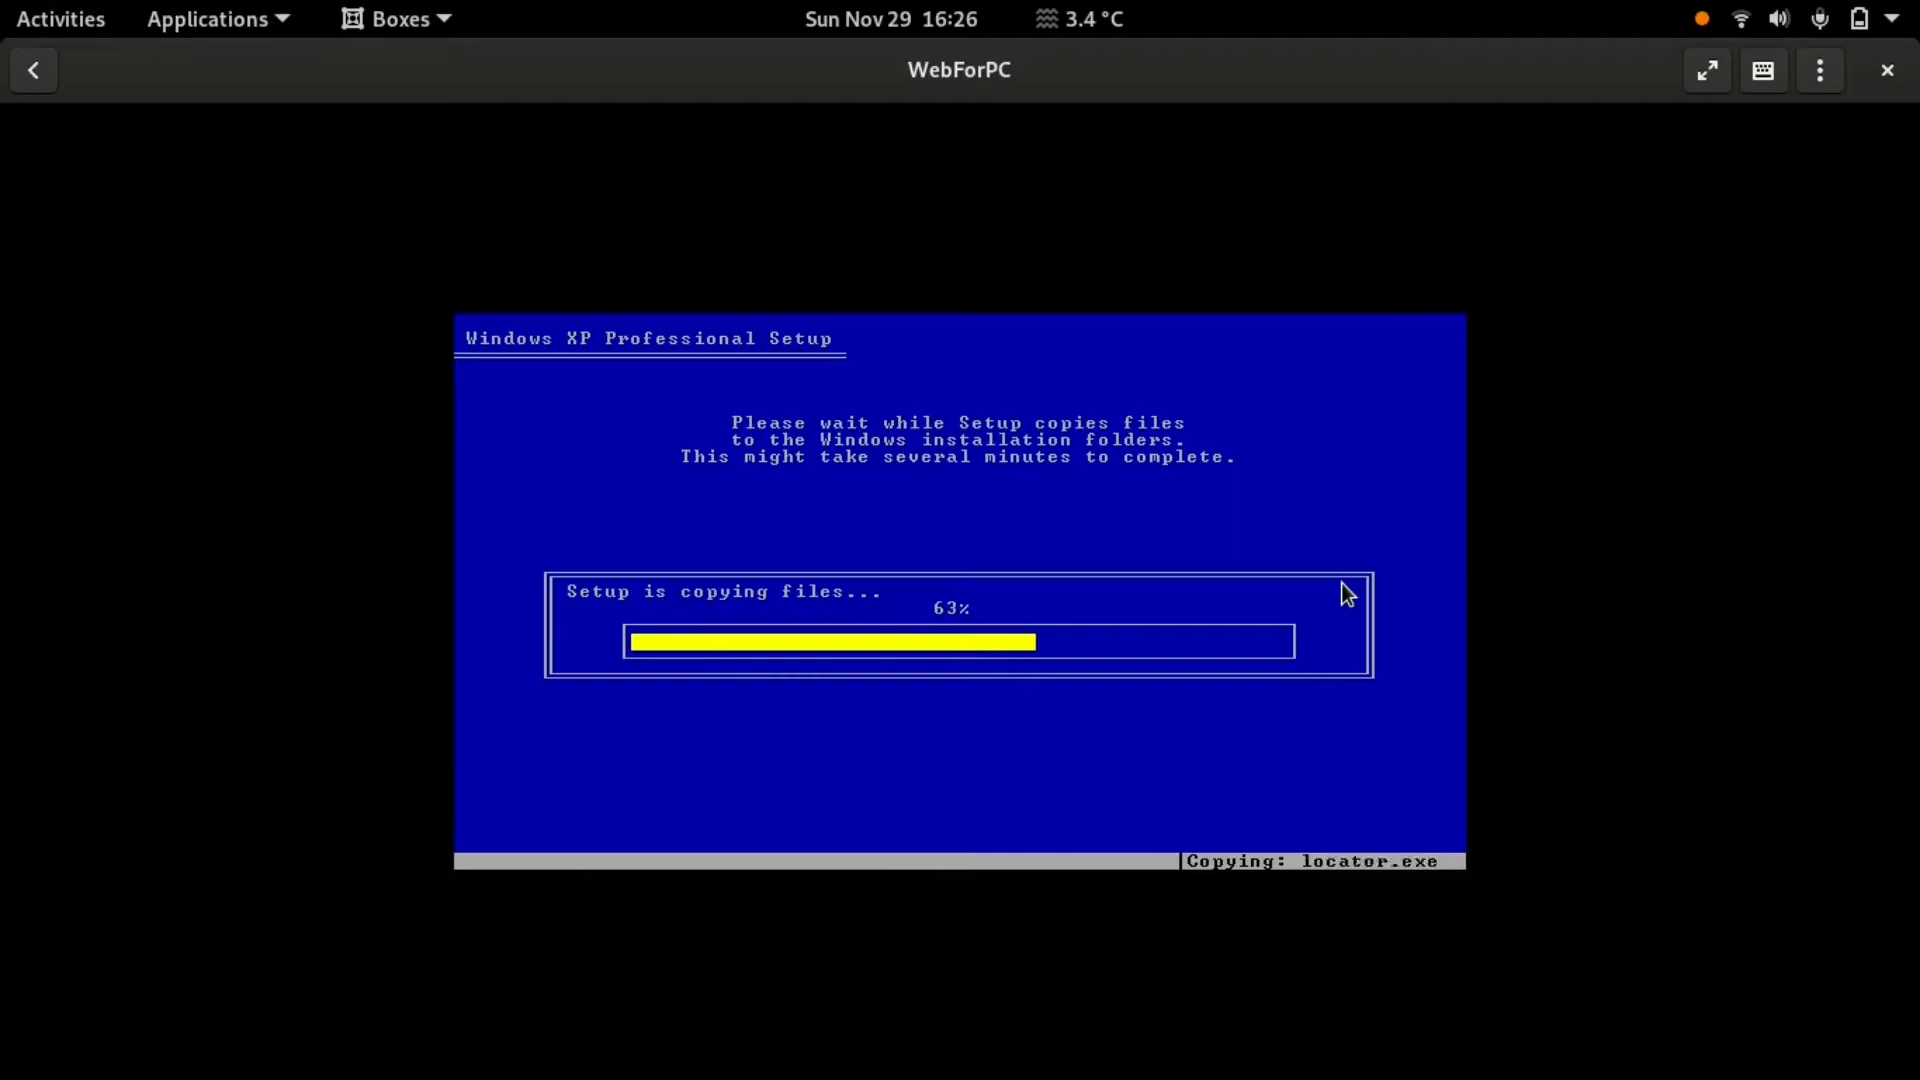 Activities Applications Boxes Sun Nov 29 16:26 3.4 °C
WebForPC
Windows XP Professional Setup
Please wait while Setup copies files
to the Windows installation folders.
This might take several minutes to complete.
Setup is copying files...
63%
Copying: locator.exe